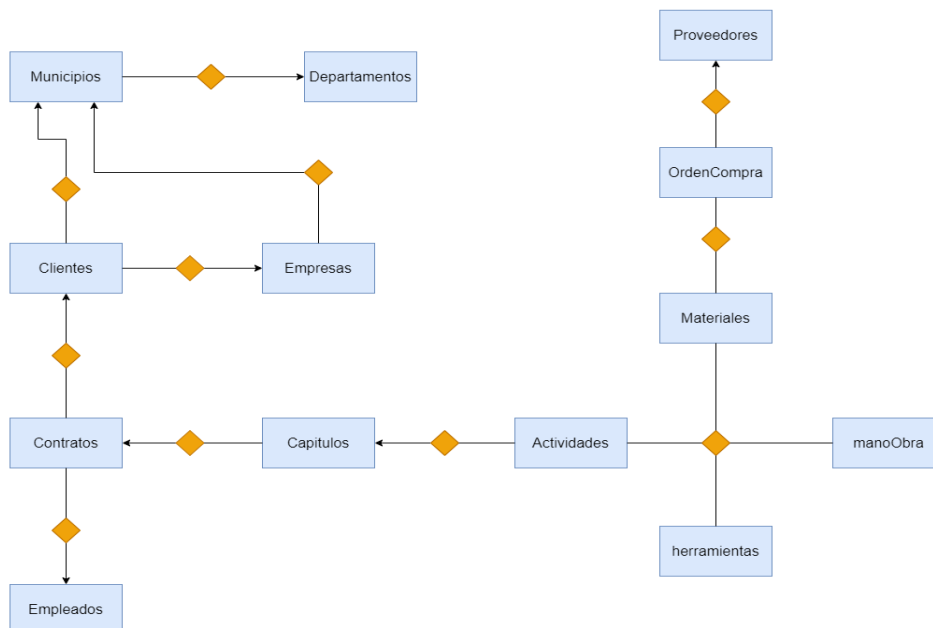 Proveedores
Municipios
Departamentos
OrdenCompra
Clientes
Empresas
Materiales
Contratos
Capitulos
Actividades
manoObra
herramientas
Empleados